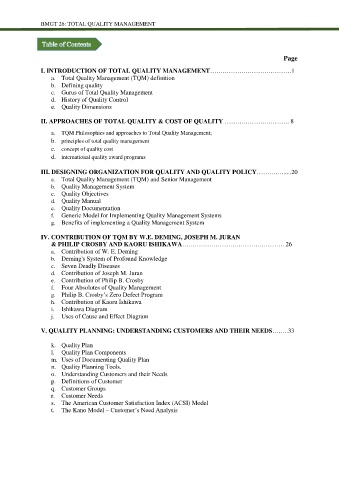 BMGT 26: TOTAL QUALITY MANAGEMENT
Table of Contents
Page
I. INTRODUCTION OF TOTAL QUALITY MANAGEMENT…………………………………1
a. Total Quality Management (TQM) definition
b. Defining quality
c. Gurus of Total Quality Management
d. History of Quality Control
e. Quality Dimensions
II. APPROACHES OF TOTAL QUALITY & COST OF QUALITY ………………………… 8
a. TQM Philosophies and approaches to Total Quality Management;
b. principles of total quality management
c. concept of quality cost
d. international quality award programs
III. DESIGNING ORGANIZATION FOR QUALITY AND QUALITY POLICY……………20
a. Total Quality Management (TQM) and Senior Management
b. Quality Management System
c. Quality Objectives
d. Quality Manual
e. Quality Documentation
f. Generic Model for Implementing Quality Management Systems
g. Benefits of implementing a Quality Management System
IV. CONTRIBUTION OF TQM BY W.E. DEMING, JOSEPH M. JURAN
& PHILIP CROSBY AND KAORU ISHIKAWA………………………………………… 26
a. Contribution of W. E. Deming
b. Deming's System of Profound Knowledge
c. Seven Deadly Diseases
d. Contribution of Joseph M. Juran
e. Contribution of Philip B. Crosby
f. Four Absolutes of Quality Management
g. Philip B. Crosby's Zero Defect Program
h. Contribution of Kaoru Ishikawa
i. Ishikawa Diagram
j. Uses of Cause and Effect Diagram
V. QUALITY PLANNING: UNDERSTANDING CUSTOMERS AND THEIR NEEDS……..33
k. Quality Plan
l. Quality Plan Components
m. Uses of Documenting Quality Plan
n. Quality Planning Tools.
o. Understanding Customers and their Needs
p. Definitions of Customer
q. Customer Groups
r. Customer Needs
s. The American Customer Satisfaction Index (ACSI) Model
t. The Kano Model – Customer's Need Analysis